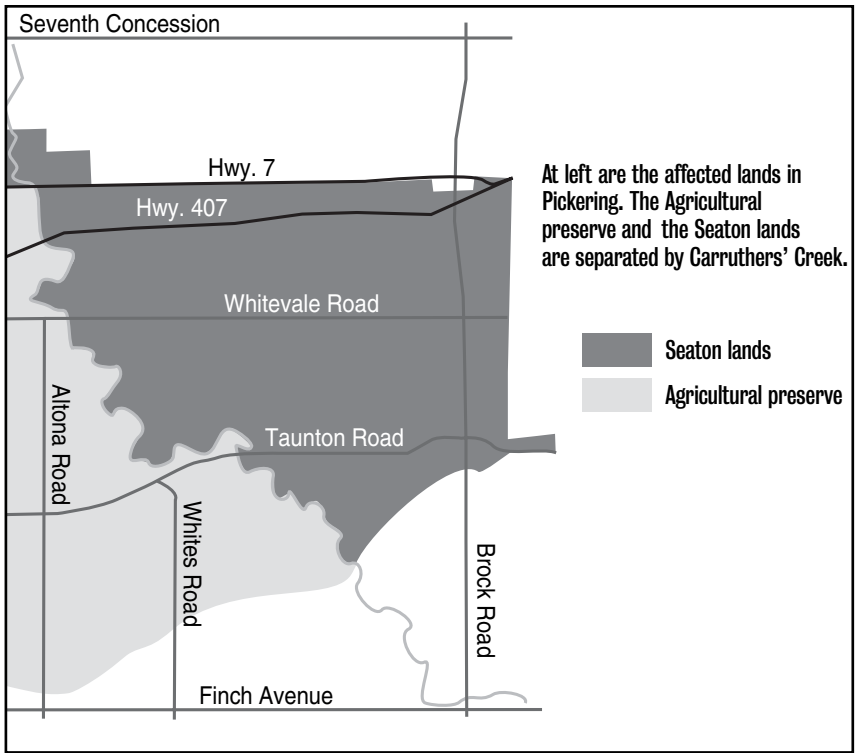 Seventh Concession
Hwy. 7
Hwy. 407
At left are the affected lands in
Pickering. The Agricultural
preserve and the Seaton lands
are separated by Carruthers' Creek.
Whitevale Road
Seaton lands
Agricultural preserve
Altona Road
Taunton Road
Whites Road
Brock Road
Finch Avenue